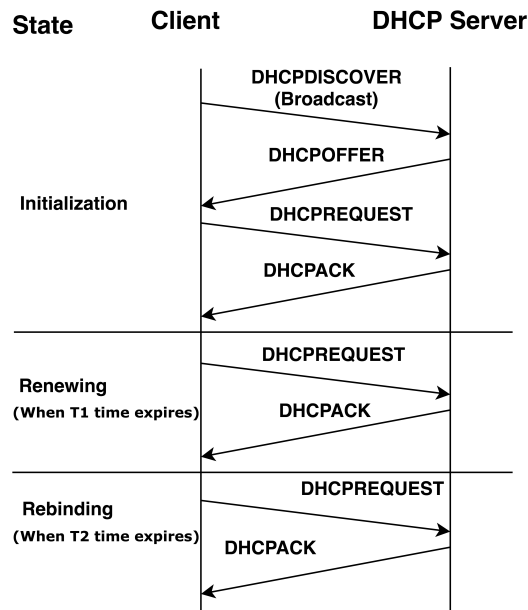 State
Client
DHCP Server
DHCPDISCOVER
(Broadcast)
DHCPOFFER
Initialization
DHCPREQUEST
DHCPACK
DHCPREQUEST
Renewing
(When T1 time expires)
DHCPACK
DHCPREQUEST
Rebinding
(When T2 time expires)
DHCPACK